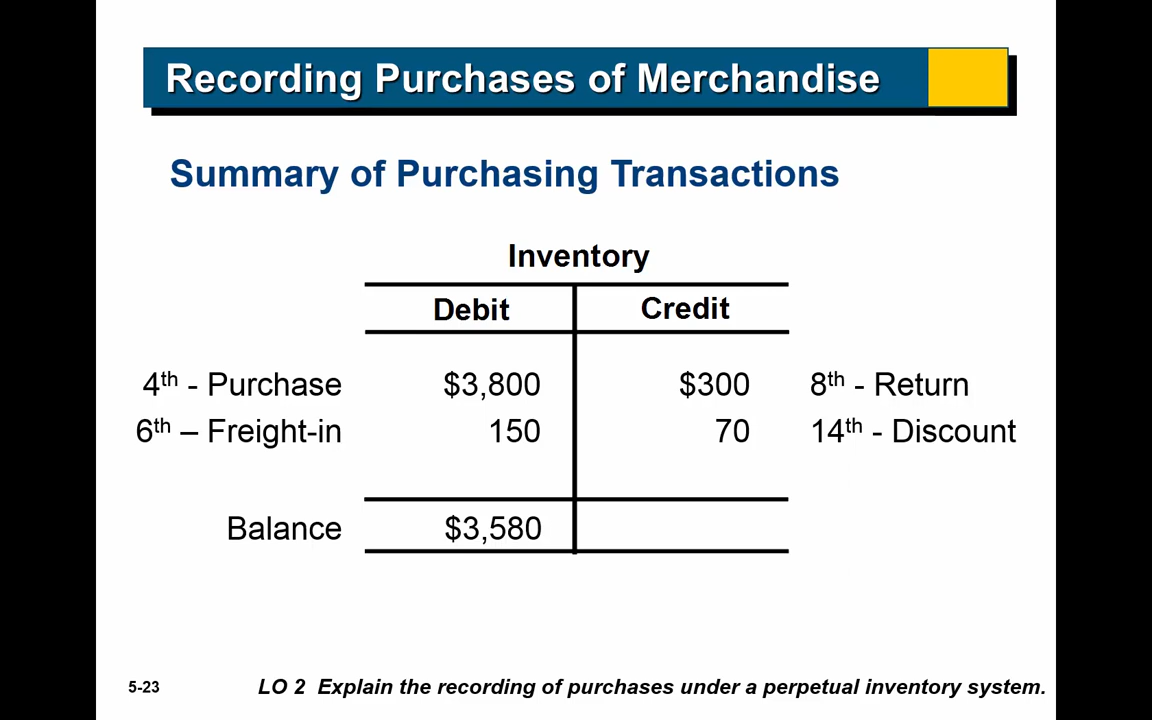 Recording Purchases of Merchandise
Summary of Purchasing Transactions
Inventory
Debit Credit
4th - Purchase $3,800 $300 8th - Return
6th – Freight-in 150 70 14th - Discount
Balance $3,580
5-23 LO 2 Explain the recording of purchases under a perpetual inventory system.